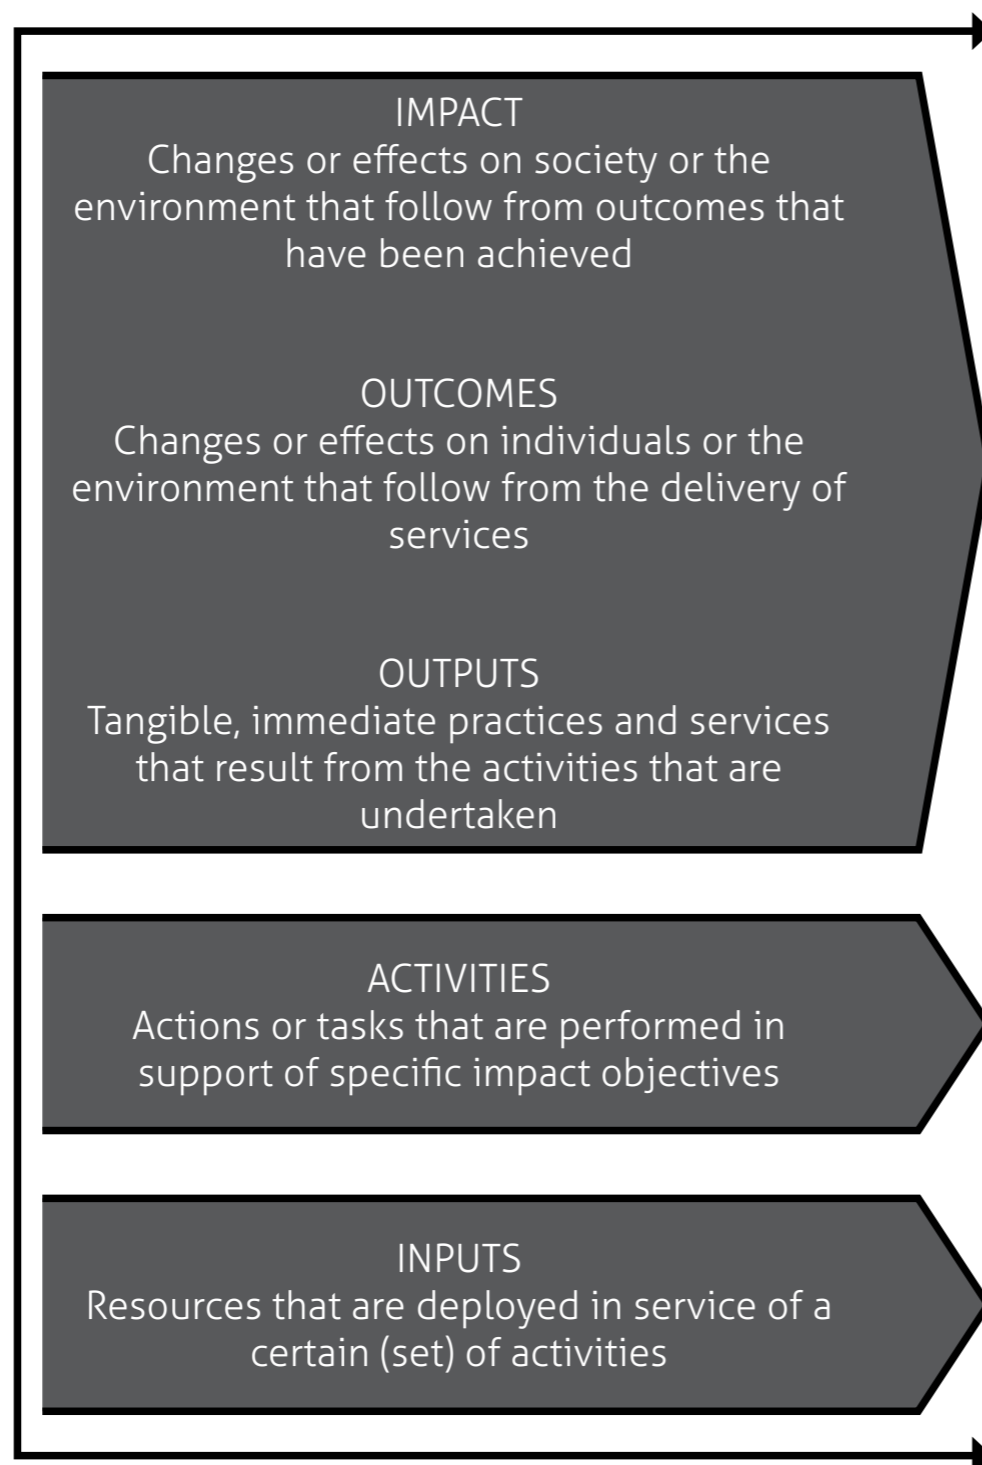 IMPACT
Changes or effects on society or the
environment that follow from outcomes that
have been achieved
OUTCOMES
Changes or effects on individuals or the
environment that follow from the delivery of
services
OUTPUTS
Tangible, immediate practices and services
that result from the activities that are
undertaken
ACTIVITIES
Actions or tasks that are performed in
support of specific impact objectives
INPUTS
Resources that are deployed in service of a
certain (set) of activities